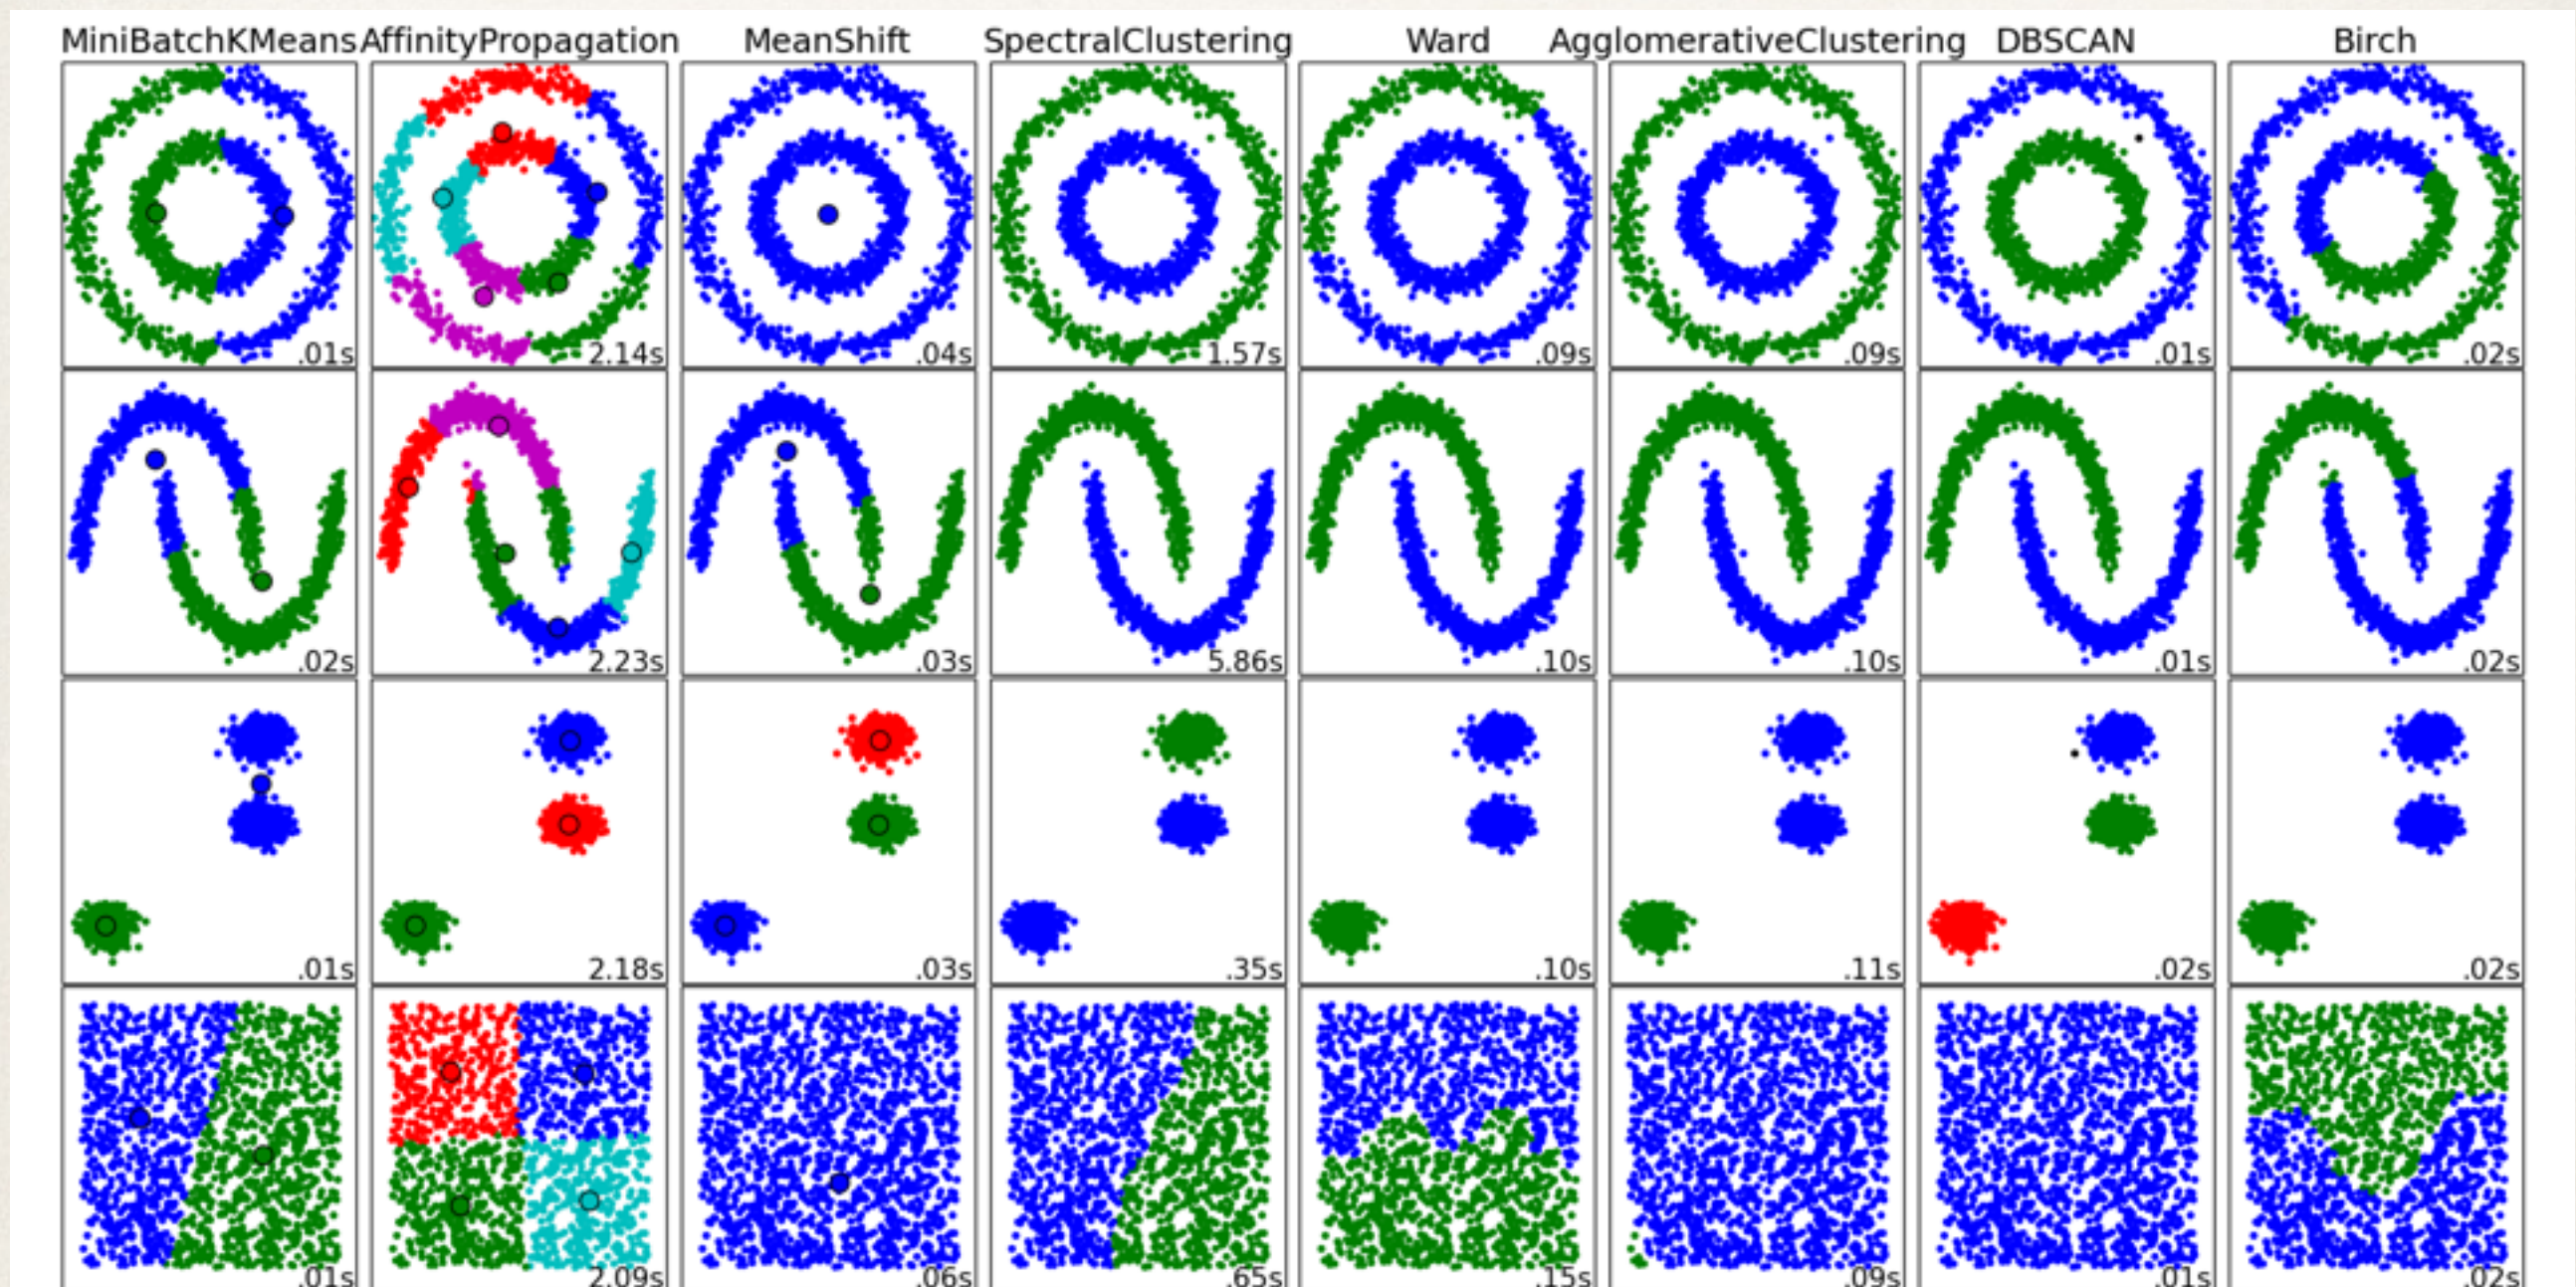 MiniBatchKMeans AffinityPropagation MeanShift SpectralClustering Ward AgglomerativeClustering DBSCAN Birch
.01s 2.14s .04s 1.57s .09s .09s .01s .02s
.02s 2.23s .03s 5.86s .10s .10s .01s .02s
.01s 2.18s .03s .35s .10s .11s .02s .02s
.01s 2.09s .06s .65s .15s .09s .01s .02s